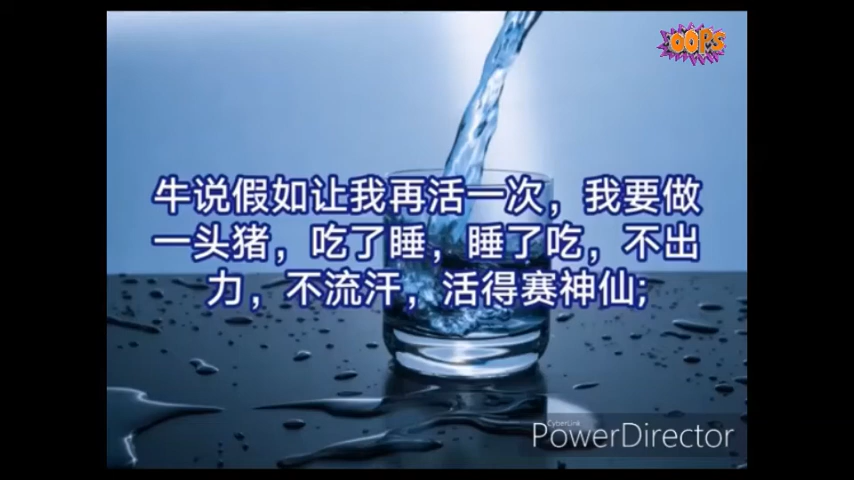 OOPS
牛说假如让我再活一次，我要做
一头猪，吃了睡，睡了吃，不出
力，不流汗，活得赛神仙;
CyberLink
PowerDirector